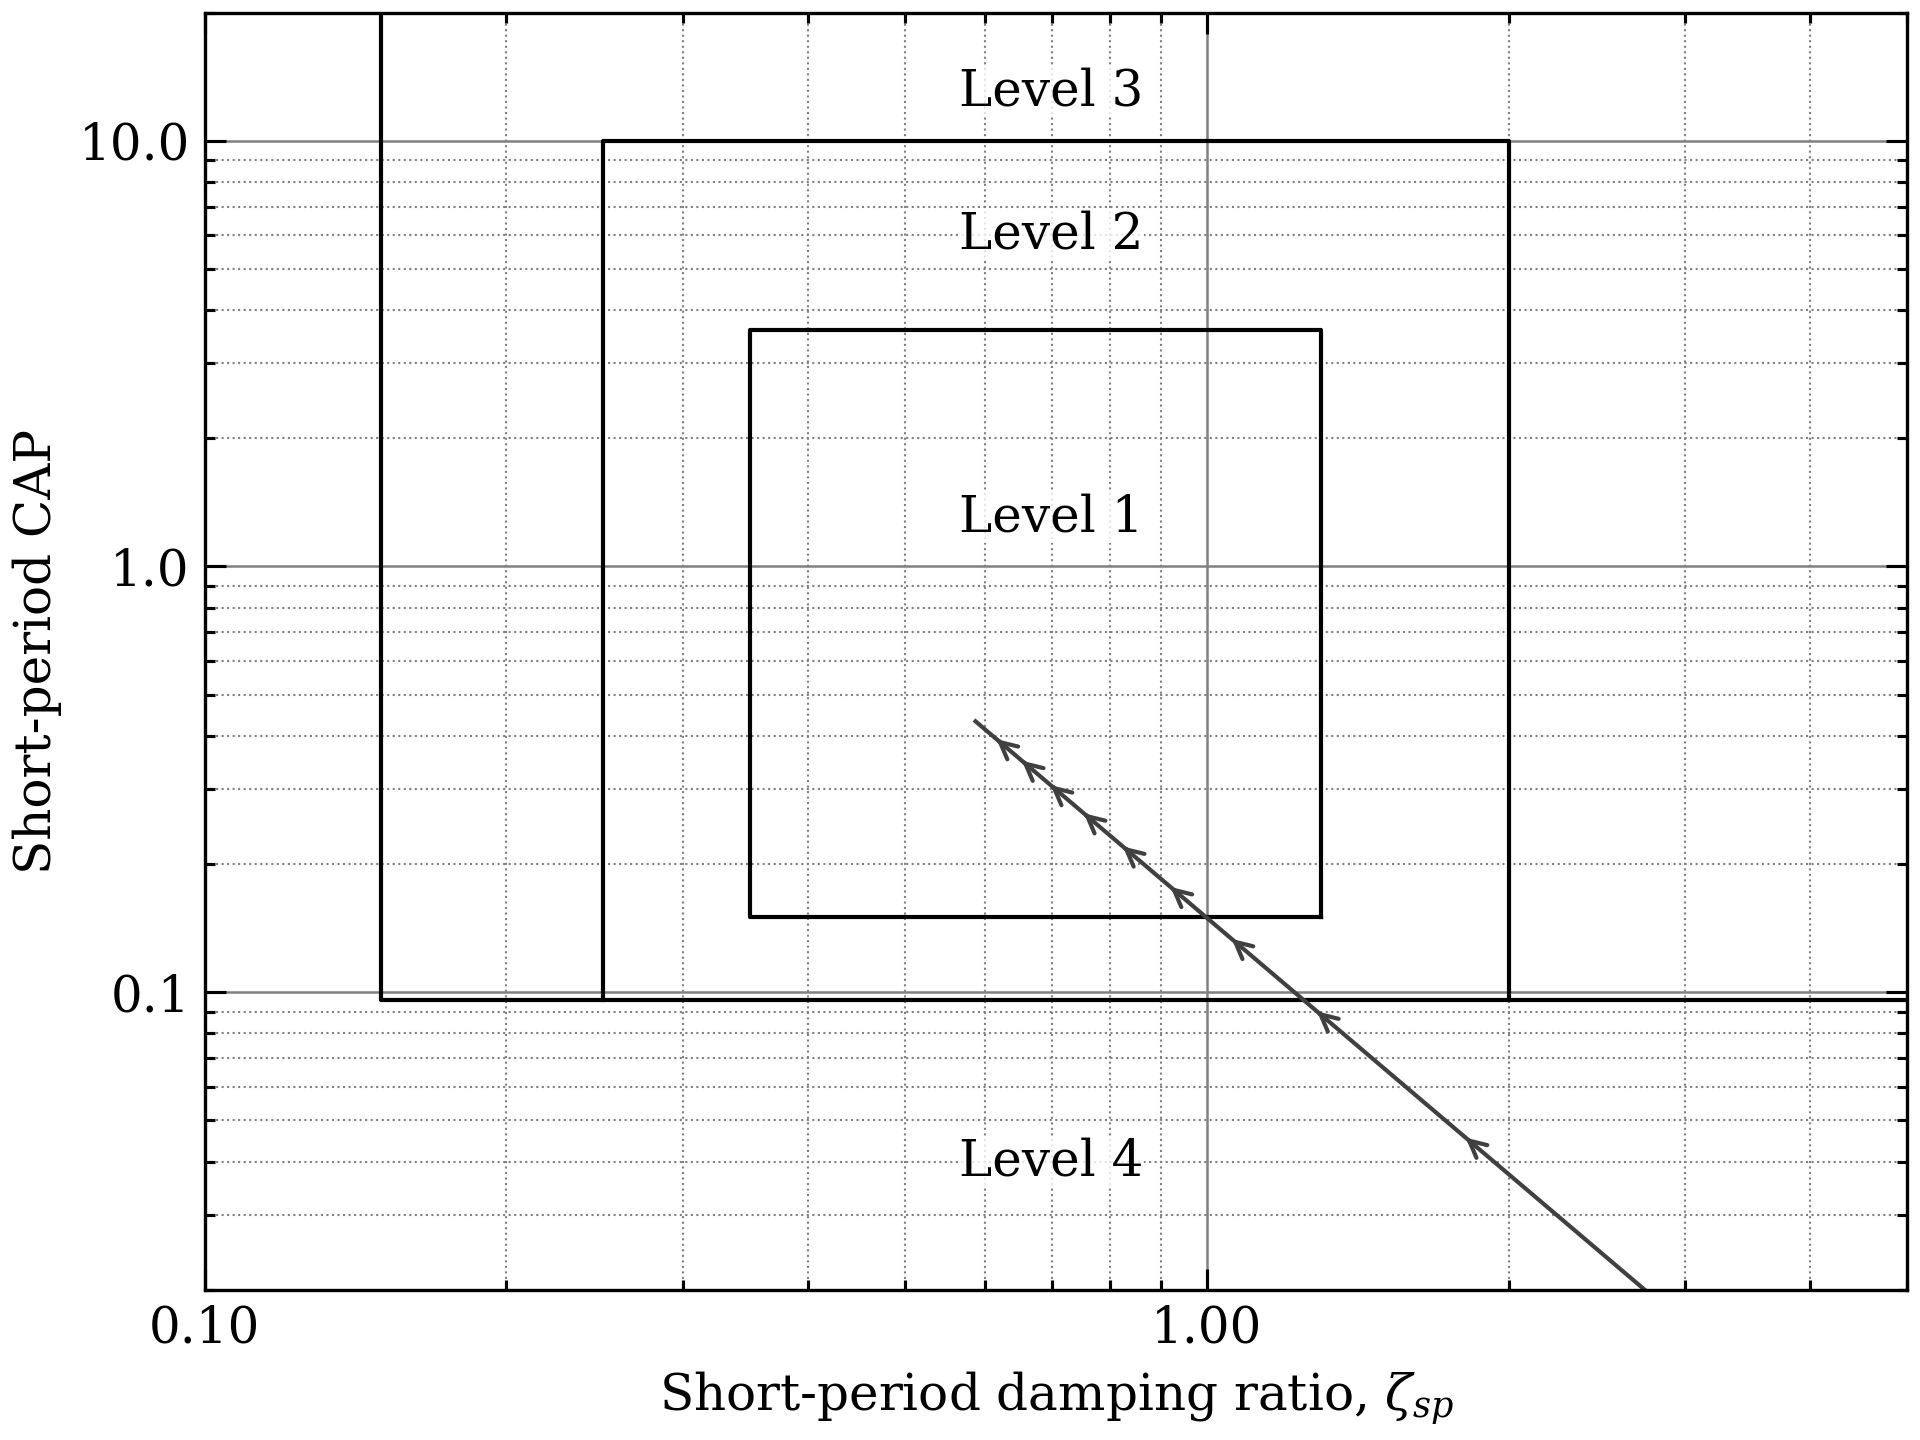 Level 3
10.0
Level 2
Level 1
1.0
Short-period CAP
0.1
Level 4
0.10
1.00
Short-period damping ratio, ζsp